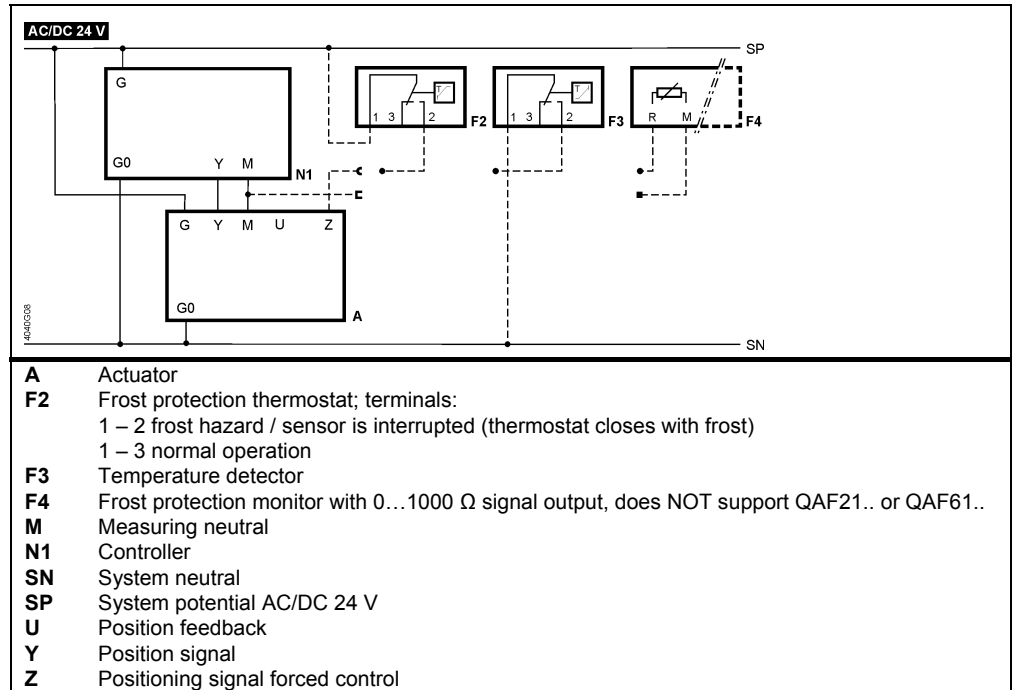 AC/DC 24 V
SP
G
1 3 2 F2
1 3 2 F3
R M F4
G0 Y M N1
G Y M U Z
G0 A
4040G08
SN
A Actuator
F2 Frost protection thermostat; terminals:
1 – 2 frost hazard / sensor is interrupted (thermostat closes with frost)
1 – 3 normal operation
F3 Temperature detector
F4 Frost protection monitor with 0…1000 Ω signal output, does NOT support QAF21.. or QAF61..
M Measuring neutral
N1 Controller
SN System neutral
SP System potential AC/DC 24 V
U Position feedback
Y Position signal
Z Positioning signal forced control